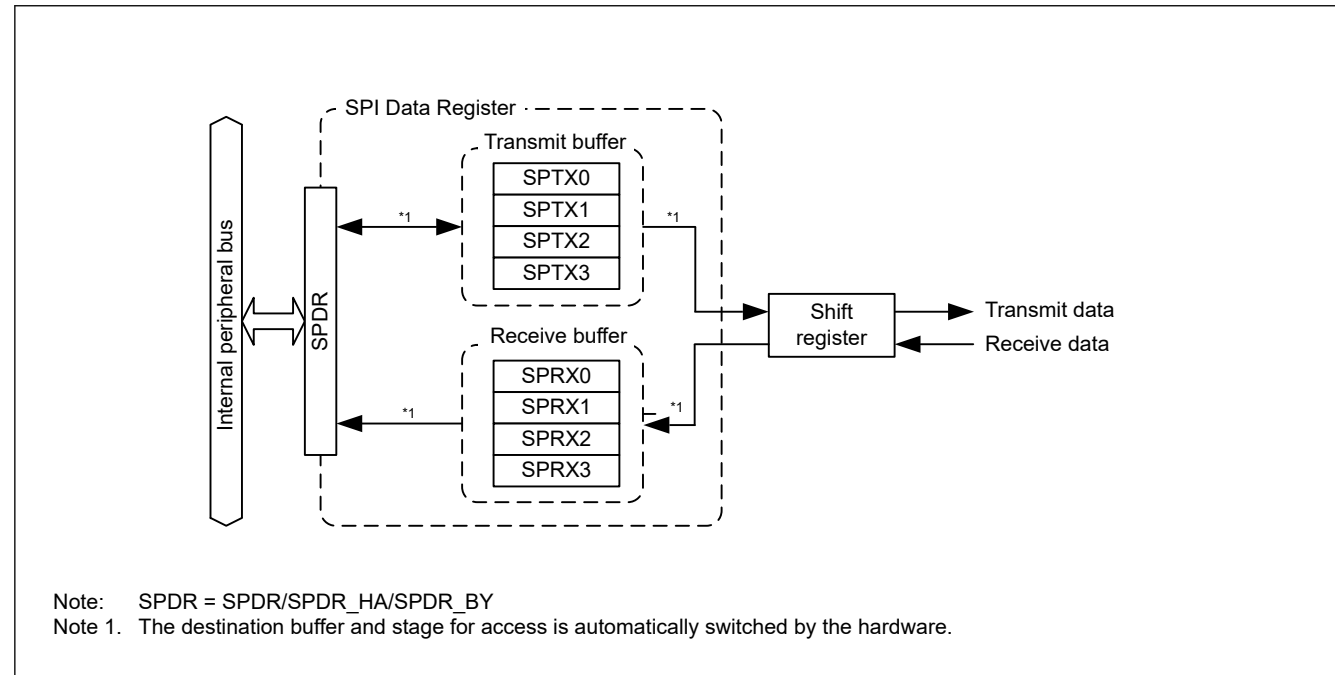 SPI Data Register
Transmit buffer
SPTX0
SPTX1
SPTX2
SPTX3
*1
*1
Internal peripheral bus
SPDR
Shift
register
Transmit data
Receive data
Receive buffer
SPRX0
SPRX1
SPRX2
SPRX3
*1
*1
Note: SPDR = SPDR/SPDR_HA/SPDR_BY
Note 1. The destination buffer and stage for access is automatically switched by the hardware.